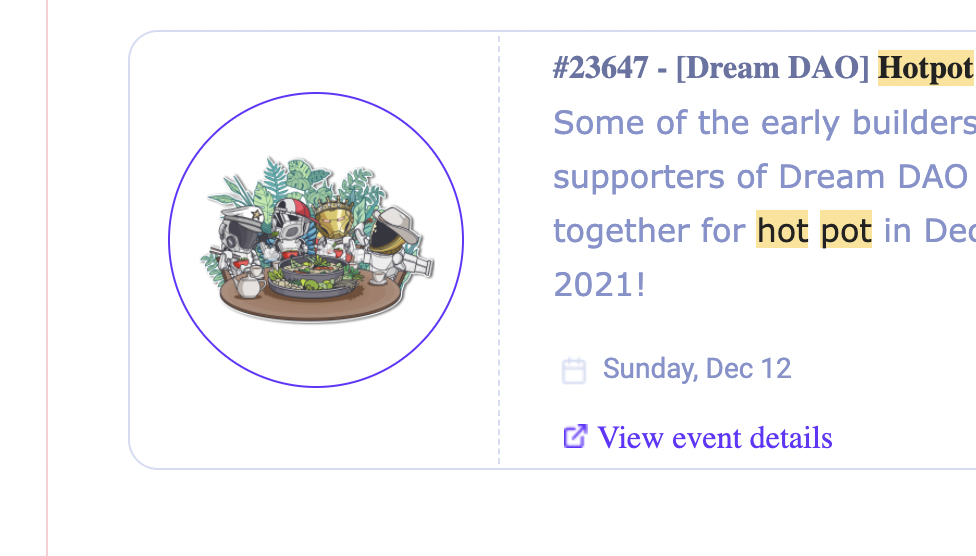 #23647 - [Dream DAO] Hotpot
Some of the early builders
supporters of Dream DAO
together for hot pot in Dec
2021!
Sunday, Dec 12
View event details